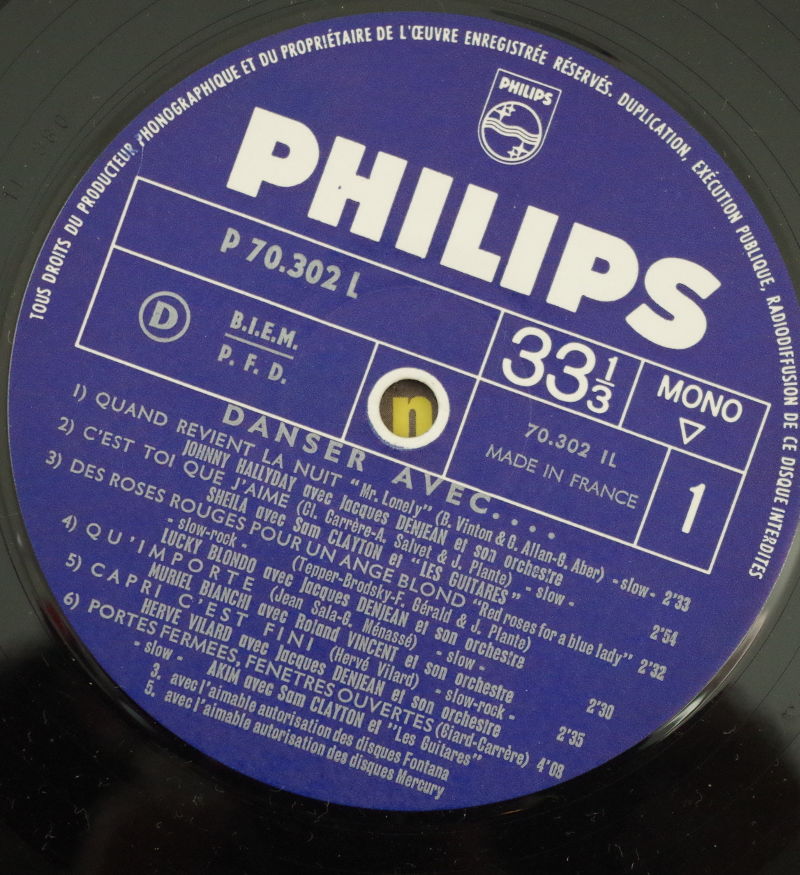 TOUS DROITS DU PRODUCTEUR PHONOGRAPHIQUE ET DU PROPRIÉTAIRE DE L'ŒUVRE ENREGISTRÉE RÉSERVÉS. DUPLICATION, EXÉCUTION PUBLIQUE, RADIODIFFUSION DE CE DISQUE INTERDITES
PHILIPS
PHILIPS
P 70.302 L
33 1/3
MONO
D
B.I.E.M.
P. F. D.
n
70.302 1L
MADE IN FRANCE
1
DANSER AVEC....
1) QUAND REVIENT LA NUIT "Mr. Lonely" (B. Vinton & G. Allan-G. Aber) - slow - 2'33
JOHNNY HALLYDAY avec Jacques DENJEAN et son orchestre
2) C'EST TOI QUE J'AIME (Cl. Carrère-A. Salvet & J. Plante) - slow - 2'54
SHEILA avec Sam CLAYTON et "LES GUITARES"
3) DES ROSES ROUGES POUR UN ANGE BLOND "Red roses for a blue lady" 2'32
- slow-rock - (Tepper-Brodsky-F. Gérald & J. Plante)
LUCKY BLONDO avec Jacques DENJEAN et son orchestre
4) QU'IMPORTE (Jean Sala-G. Ménassé) - slow - 2'30
MURIEL BIANCHI avec Roland VINCENT et son orchestre
5) CAPRI C'EST FINI (Hervé Vilard) - slow-rock - 2'35
HERVÉ VILARD avec Jacques DENJEAN et son orchestre
6) PORTES FERMEES, FENETRES OUVERTES (Giard-Carrère) 4'08
- slow - AKIM avec Sam CLAYTON et "Les Guitares"
3. avec l'aimable autorisation des disques Fontana
5. avec l'aimable autorisation des disques Mercury